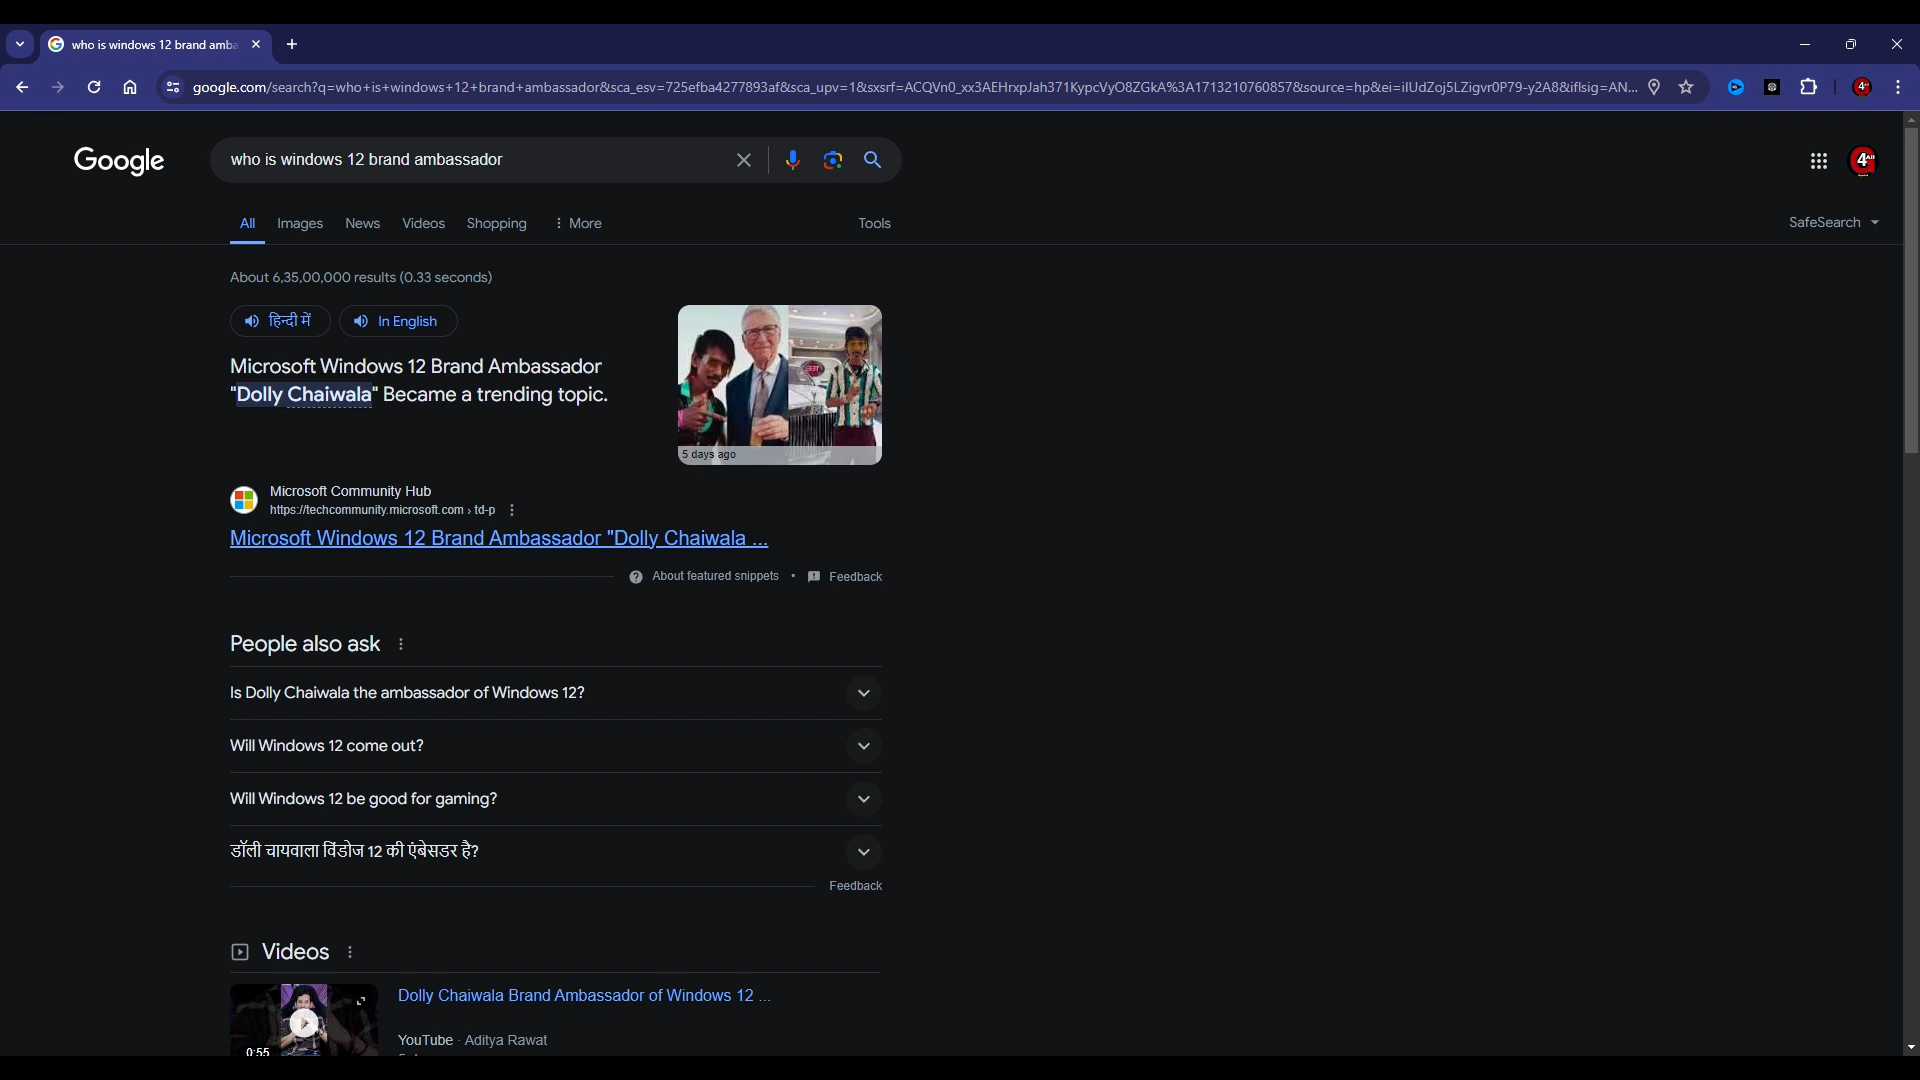 who is windows 12 brand amba
google.com/search?q=who+is+windows+12+brand+ambassador&sca_esv=725efba4277893af&sca_upv=1&sxsrf=ACQVn0_xx3AEHrxpJah371KypcVyO8ZGkA%3A1713210760857&source=hp&ei=iIUdZoj5LZigvr0P79-y2A8&iflsig=AN...
Google
who is windows 12 brand ambassador
All Images News Videos Shopping More Tools SafeSearch
About 6,35,00,000 results (0.33 seconds)
हिन्दी में In English
Microsoft Windows 12 Brand Ambassador
"Dolly Chaiwala" Became a trending topic.
5 days ago
Microsoft Community Hub
https://techcommunity.microsoft.com › td-p
Microsoft Windows 12 Brand Ambassador "Dolly Chaiwala ...
About featured snippets • Feedback
People also ask
Is Dolly Chaiwala the ambassador of Windows 12?
Will Windows 12 come out?
Will Windows 12 be good for gaming?
डॉली चायवाला विंडोज 12 की एंबेसडर है?
Feedback
Videos
Dolly Chaiwala Brand Ambassador of Windows 12 ...
YouTube · Aditya Rawat
0:55